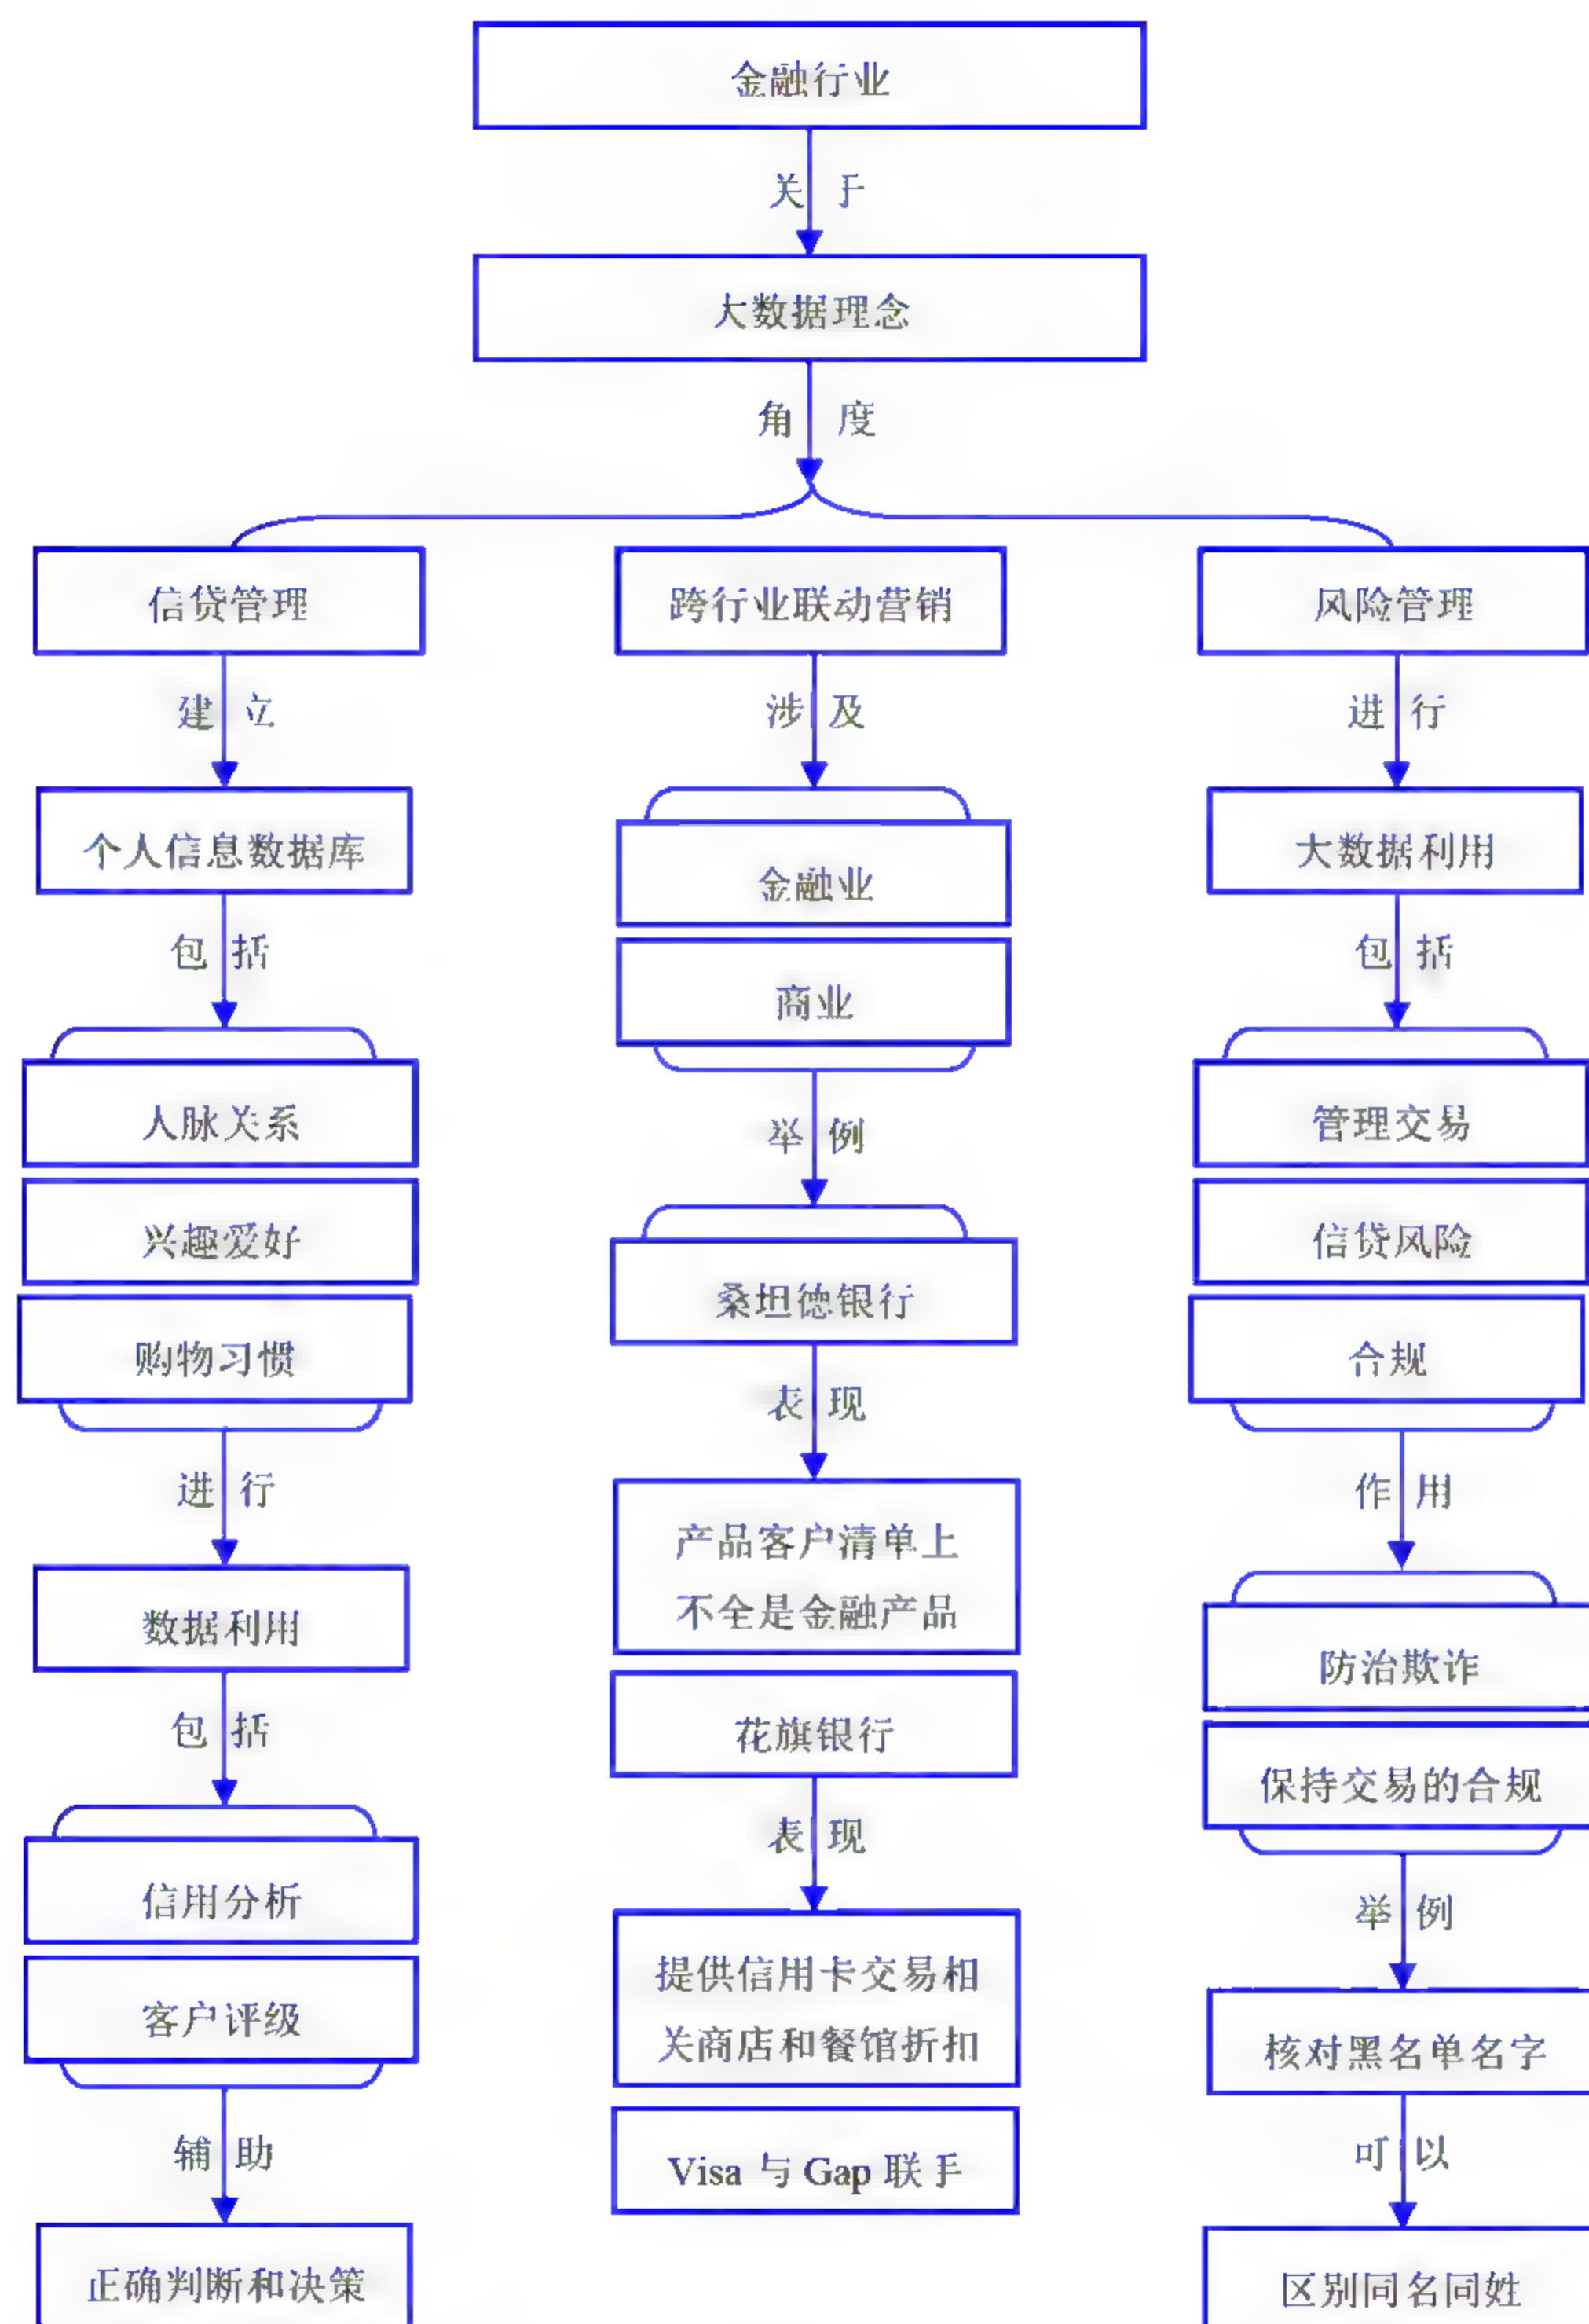 金融行业
关于
大数据理念
角度
信贷管理
建立
个人信息数据库
包括
人脉关系
兴趣爱好
购物习惯
进行
数据利用
包括
信用分析
客户评级
辅助
正确判断和决策
跨行业联动营销
涉及
金融业
商业
举例
桑坦德银行
表现
产品客户清单上
不全是金融产品
花旗银行
表现
提供信用卡交易相
关商店和餐馆折扣
Visa 与 Gap 联手
风险管理
进行
大数据利用
包括
管理交易
信贷风险
合规
作用
防治欺诈
保持交易的合规
举例
核对黑名单名字
可以
区别同名同姓